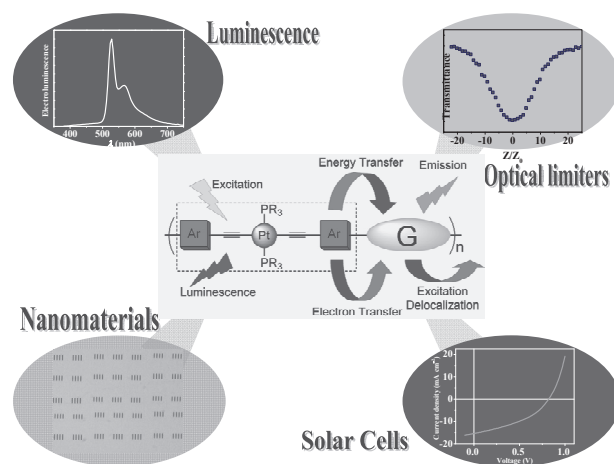 Luminescence
Electroluminescence
400 500 600 700
λ (nm)
Transmittance
-20 -10 0 10 20
Z/Z₀
Optical limiters
Energy Transfer
Emission
Excitation
PR₃
Ar
Pt
Ar
G
n
PR₃
Luminescence
Electron Transfer
Excitation
Delocalization
Nanomaterials
Solar Cells
Current density (mA cm⁻²)
20
10
0
-10
-20
0.0 0.5 1.0
Voltage (V)